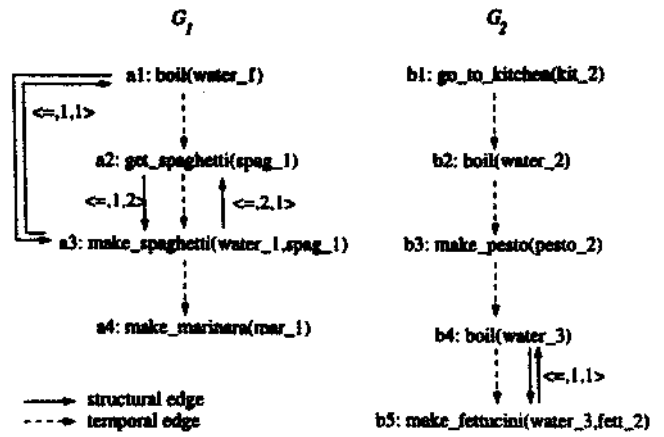 G1 G2
a1: boil(water_1) b1: go_to_kitchen(kit_2)
<=,1,1>
a2: get_spaghetti(spag_1) b2: boil(water_2)
<=,1,2> <=,2,1>
a3: make_spaghetti(water_1,spag_1) b3: make_pesto(pesto_2)
a4: make_marinara(mar_1) b4: boil(water_3)
<=,1,1>
structural edge
temporal edge b5: make_fettucini(water_3,fett_2)